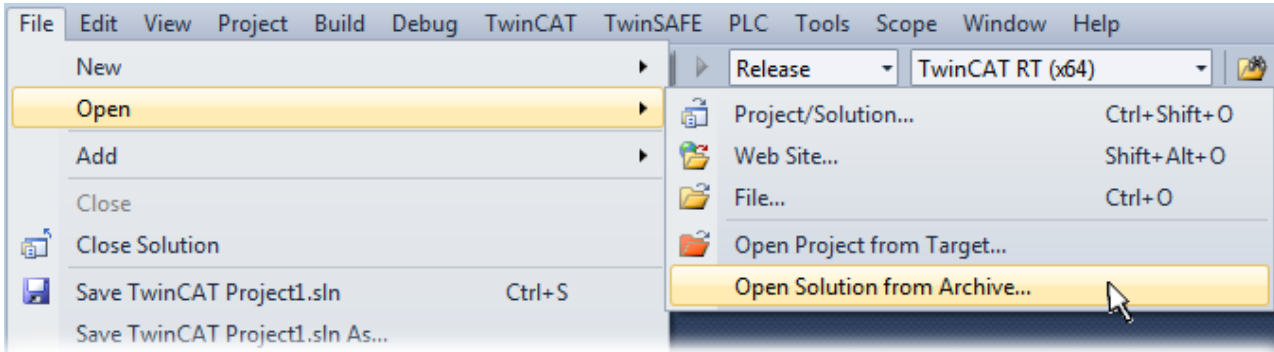 File Edit View Project Build Debug TwinCAT TwinSAFE PLC Tools Scope Window Help
New
Release TwinCAT RT (x64)
Open
Add
Close
Close Solution
Save TwinCAT Project1.sln Ctrl+S
Save TwinCAT Project1.sln As...
Project/Solution... Ctrl+Shift+O
Web Site... Shift+Alt+O
File... Ctrl+O
Open Project from Target...
Open Solution from Archive...